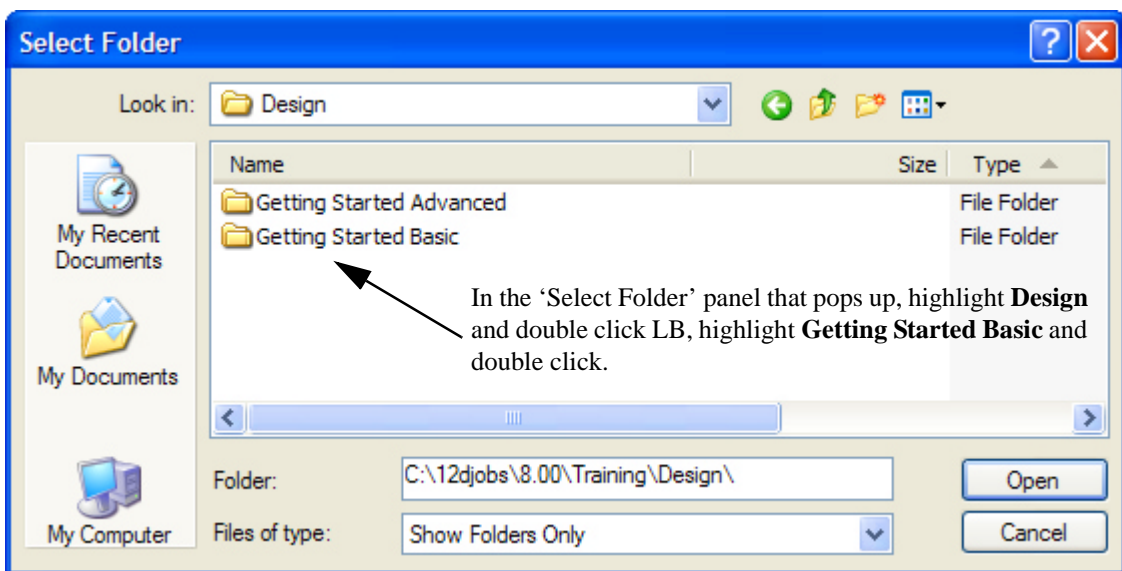 Select Folder
Look in: Design
Name Size Type
Getting Started Advanced File Folder
Getting Started Basic File Folder
My Recent
Documents
My Documents
My Computer
In the ‘Select Folder’ panel that pops up, highlight Design
and double click LB, highlight Getting Started Basic and
double click.
Folder: C:\12djobs\8.00\Training\Design\ Open
Files of type: Show Folders Only Cancel